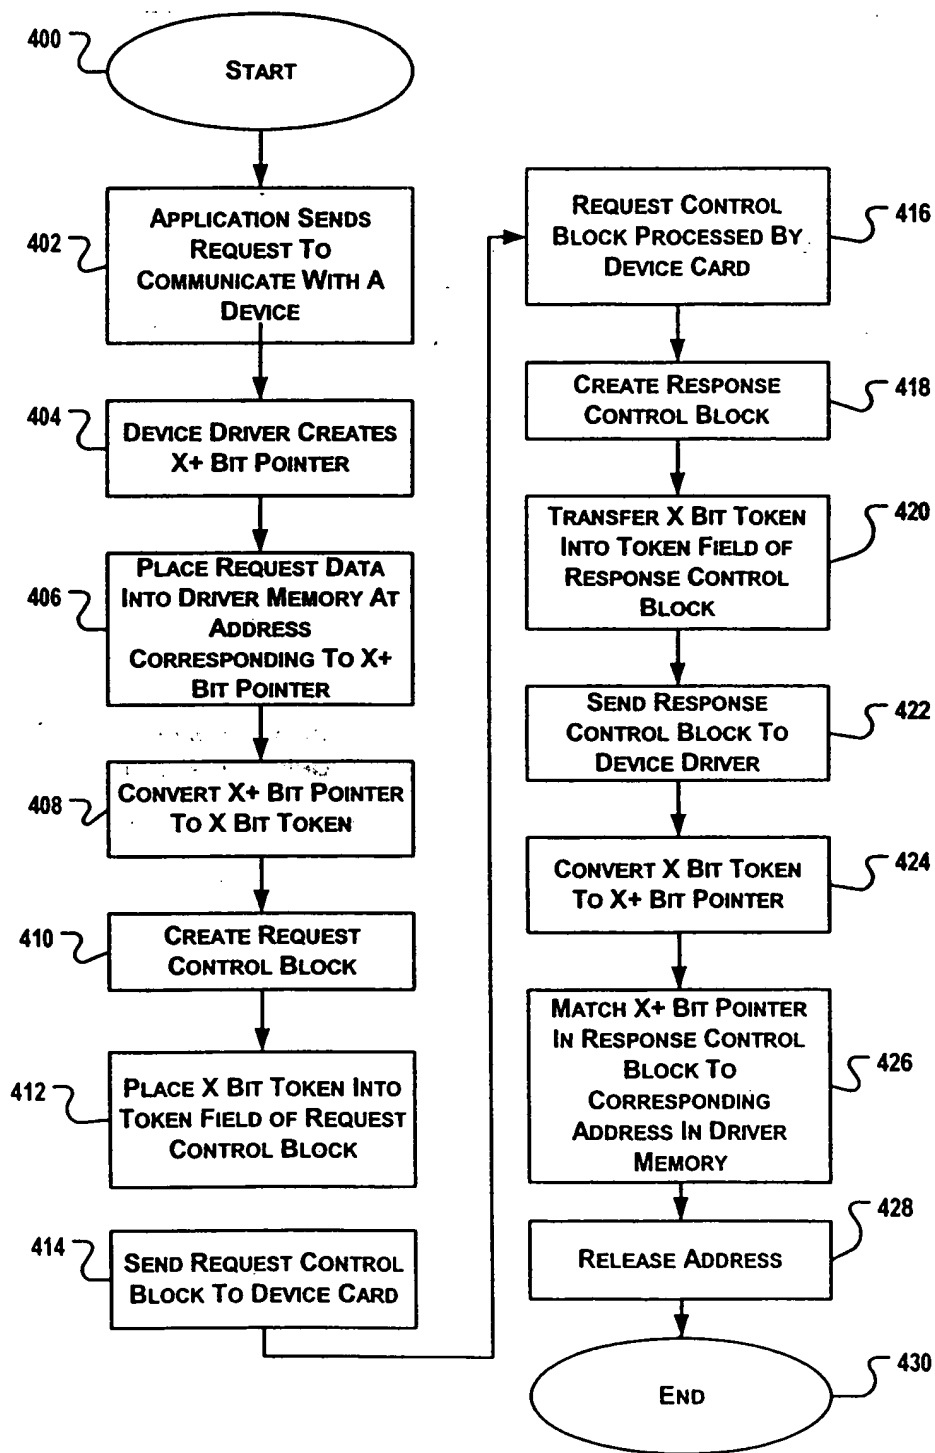 400
START
402
APPLICATION SENDS
REQUEST TO
COMMUNICATE WITH A
DEVICE
404
DEVICE DRIVER CREATES
X+ BIT POINTER
406
PLACE REQUEST DATA
INTO DRIVER MEMORY AT
ADDRESS
CORRESPONDING TO X+
BIT POINTER
408
CONVERT X+ BIT POINTER
TO X BIT TOKEN
410
CREATE REQUEST
CONTROL BLOCK
412
PLACE X BIT TOKEN INTO
TOKEN FIELD OF REQUEST
CONTROL BLOCK
414
SEND REQUEST CONTROL
BLOCK TO DEVICE CARD
REQUEST CONTROL
BLOCK PROCESSED BY
DEVICE CARD
416
CREATE RESPONSE
CONTROL BLOCK
418
TRANSFER X BIT TOKEN
INTO TOKEN FIELD OF
RESPONSE CONTROL
BLOCK
420
SEND RESPONSE
CONTROL BLOCK TO
DEVICE DRIVER
422
CONVERT X BIT TOKEN
TO X+ BIT POINTER
424
MATCH X+ BIT POINTER
IN RESPONSE CONTROL
BLOCK TO
CORRESPONDING
ADDRESS IN DRIVER
MEMORY
426
RELEASE ADDRESS
428
END
430